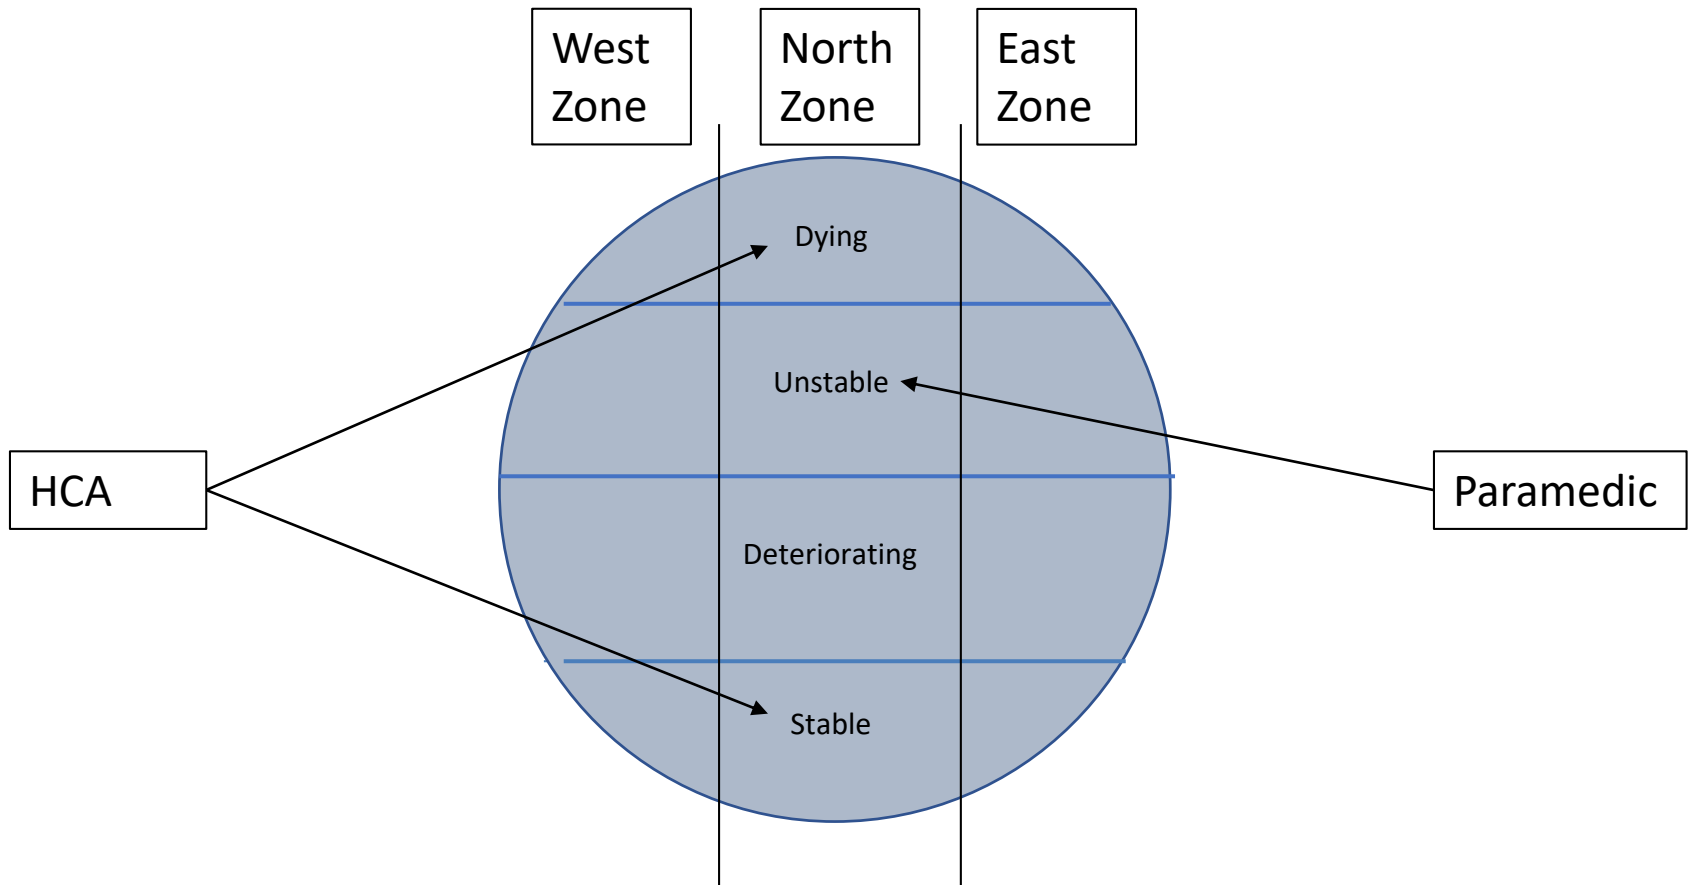 West
Zone
North
Zone
East
Zone
Dying
Unstable
HCA
Paramedic
Deteriorating
Stable